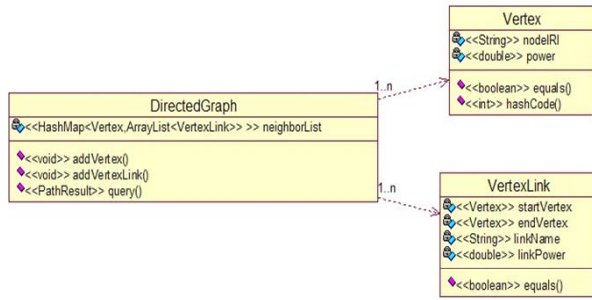 Vertex
<<String>> nodeIRI
<<double>> power
<<boolean>> equals()
<<int>> hashCode()
1..n
DirectedGraph
<<HashMap<Vertex,ArrayList<VertexLink>> >> neighborList
<<void>> addVertex()
<<void>> addVertexLink()
<<PathResult>> query()
1..n
VertexLink
<<Vertex>> startVertex
<<Vertex>> endVertex
<<String>> linkName
<<double>> linkPower
<<boolean>> equals()